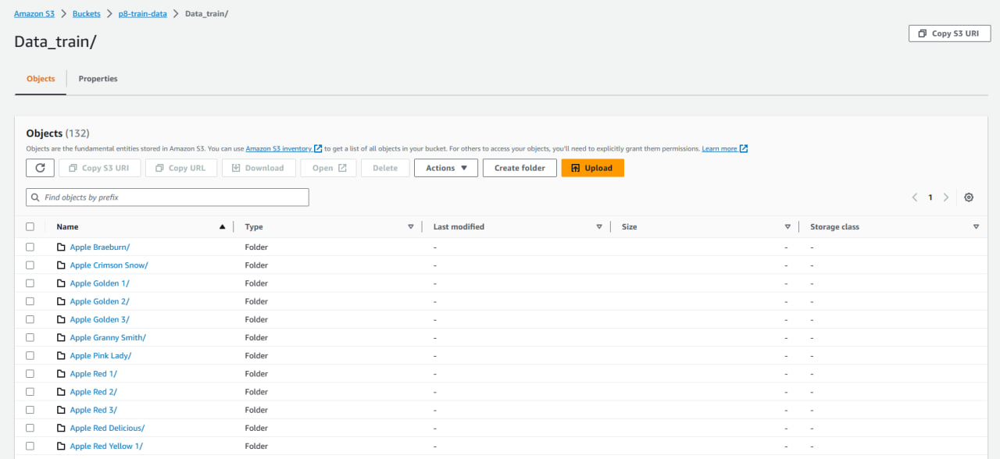 Amazon S3 > Buckets > p8-train-data > Data_train/
Data_train/
Copy S3 URI
Objects Properties
Objects (132)
Objects are the fundamental entities stored in Amazon S3. You can use Amazon S3 inventory to get a list of all objects in your bucket. For others to access your objects, you'll need to explicitly grant them permissions. Learn more
Copy S3 URI Copy URL Download Open Delete Actions Create folder Upload
Find objects by prefix
1
Name Type Last modified Size Storage class
Apple Braeburn/ Folder - - -
Apple Crimson Snow/ Folder - - -
Apple Golden 1/ Folder - - -
Apple Golden 2/ Folder - - -
Apple Golden 3/ Folder - - -
Apple Granny Smith/ Folder - - -
Apple Pink Lady/ Folder - - -
Apple Red 1/ Folder - - -
Apple Red 2/ Folder - - -
Apple Red 3/ Folder - - -
Apple Red Delicious/ Folder - - -
Apple Red Yellow 1/ Folder - - -